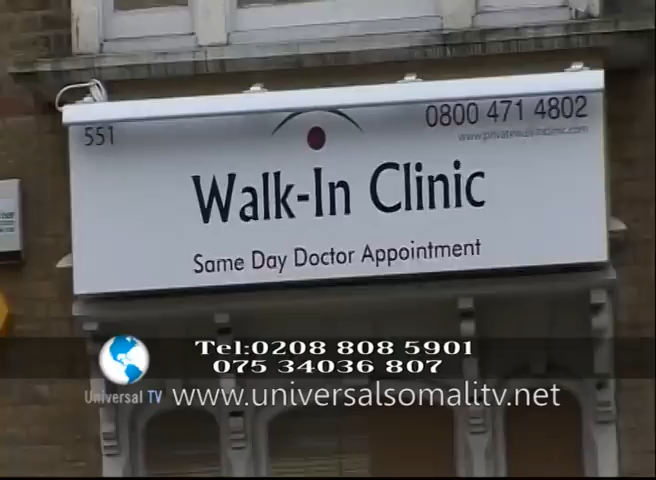 551
0800 471 4802
Walk-In Clinic
Same Day Doctor Appointment
Tel:0208 808 5901
075 34036 807
Universal TV
www.universalsomalitv.net